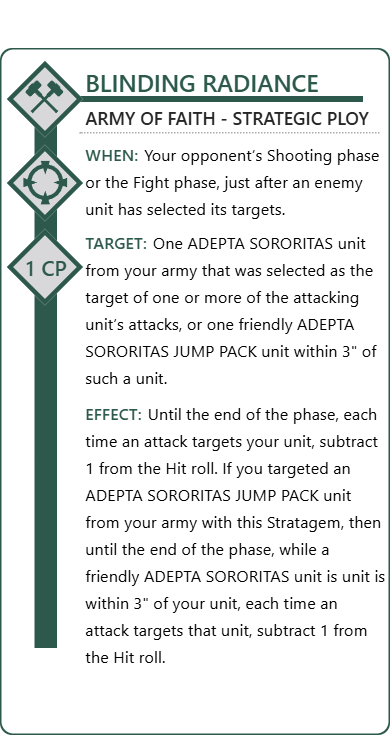 BLINDING RADIANCE
ARMY OF FAITH - STRATEGIC PLOY
WHEN: Your opponent's Shooting phase
or the Fight phase, just after an enemy
unit has selected its targets.
TARGET: One ADEPTA SORORITAS unit
from your army that was selected as the
target of one or more of the attacking
unit's attacks, or one friendly ADEPTA
SORORITAS JUMP PACK unit within 3" of
such a unit.
1 CP
EFFECT: Until the end of the phase, each
time an attack targets your unit, subtract
1 from the Hit roll. If you targeted an
ADEPTA SORORITAS JUMP PACK unit
from your army with this Stratagem, then
until the end of the phase, while a
friendly ADEPTA SORORITAS unit is unit is
within 3" of your unit, each time an
attack targets that unit, subtract 1 from
the Hit roll.